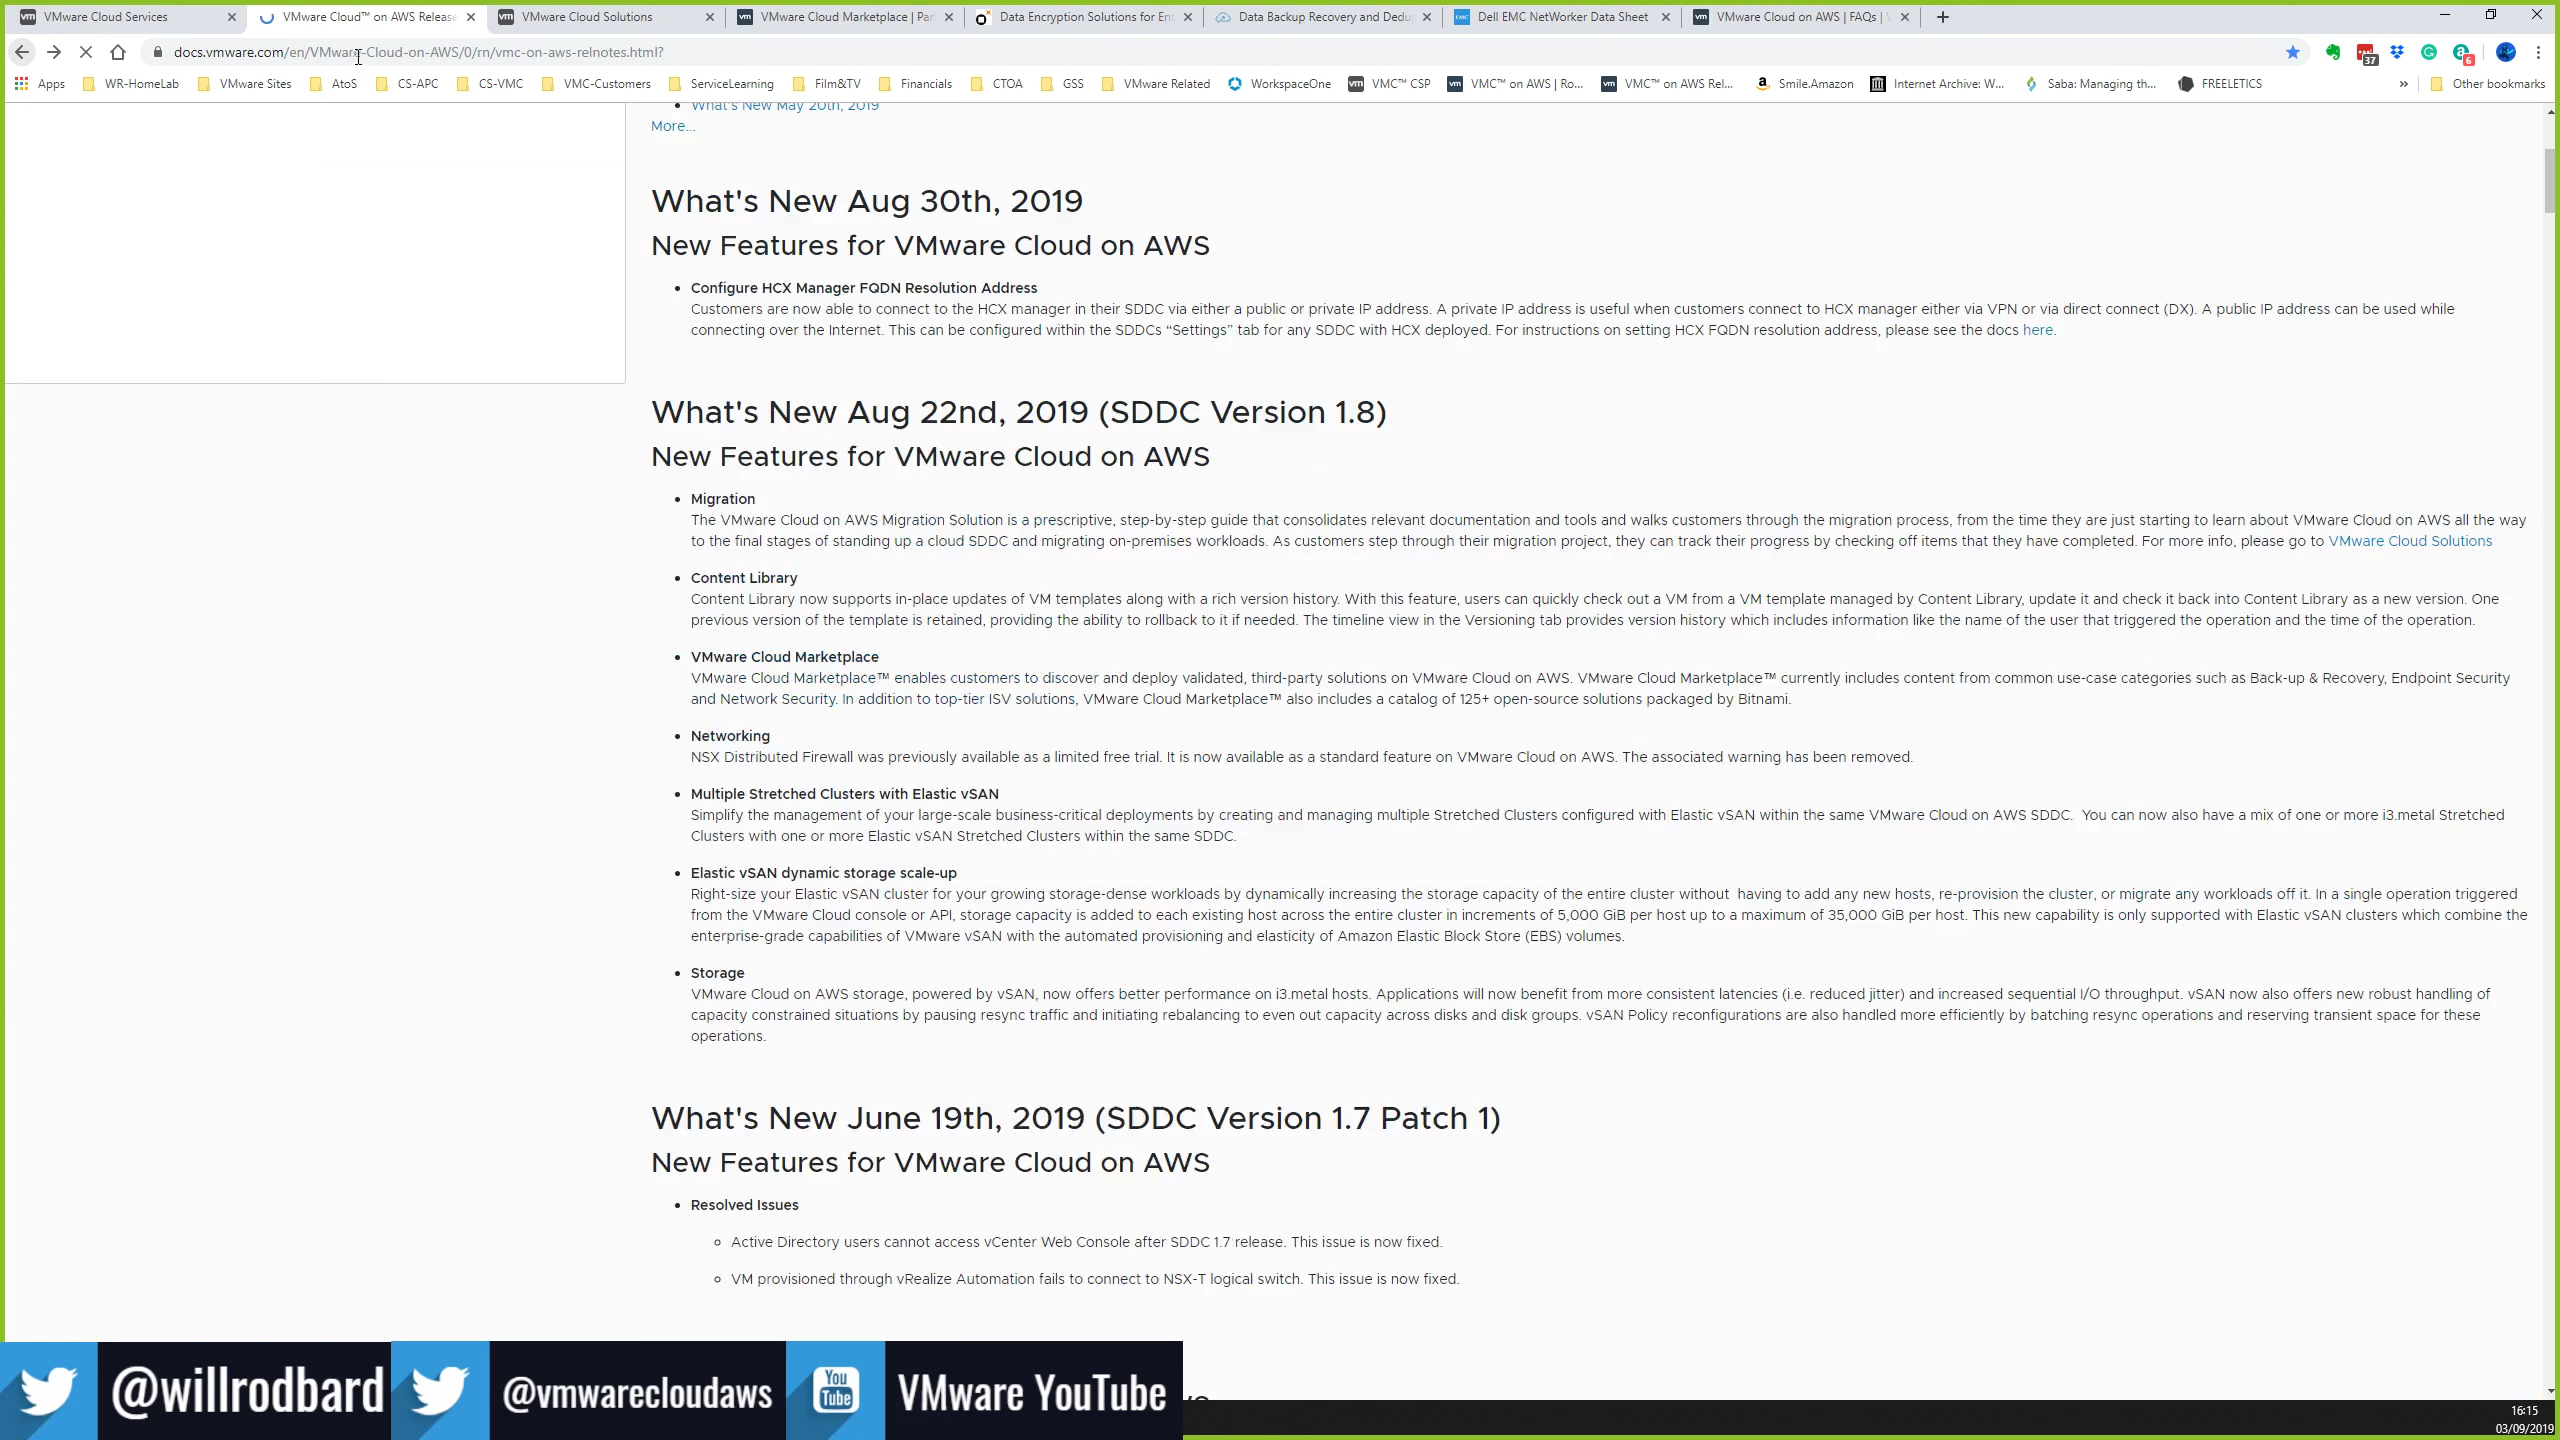 VMware Cloud Services
VMware Cloud™ on AWS Release
VMware Cloud Solutions
VMware Cloud Marketplace | Par
Data Encryption Solutions for Ent
Data Backup Recovery and Dedup
Dell EMC NetWorker Data Sheet
VMware Cloud on AWS | FAQs | V
docs.vmware.com/en/VMware-Cloud-on-AWS/0/rn/vmc-on-aws-relnotes.html?
37
6
Apps
WR-HomeLab
VMware Sites
AtoS
CS-APC
CS-VMC
VMC-Customers
ServiceLearning
Film&TV
Financials
CTOA
GSS
VMware Related
WorkspaceOne
VMC™ CSP
VMC™ on AWS | Ro...
VMC™ on AWS Rel...
Smile.Amazon
Internet Archive: W...
Saba: Managing th...
FREELETICS
»
Other bookmarks
• What's New May 20th, 2019
More...
What's New Aug 30th, 2019
New Features for VMware Cloud on AWS
• Configure HCX Manager FQDN Resolution Address
Customers are now able to connect to the HCX manager in their SDDC via either a public or private IP address. A private IP address is useful when customers connect to HCX manager either via VPN or via direct connect (DX). A public IP address can be used while
connecting over the Internet. This can be configured within the SDDCs “Settings” tab for any SDDC with HCX deployed. For instructions on setting HCX FQDN resolution address, please see the docs here.
What's New Aug 22nd, 2019 (SDDC Version 1.8)
New Features for VMware Cloud on AWS
• Migration
The VMware Cloud on AWS Migration Solution is a prescriptive, step-by-step guide that consolidates relevant documentation and tools and walks customers through the migration process, from the time they are just starting to learn about VMware Cloud on AWS all the way
to the final stages of standing up a cloud SDDC and migrating on-premises workloads. As customers step through their migration project, they can track their progress by checking off items that they have completed. For more info, please go to VMware Cloud Solutions
• Content Library
Content Library now supports in-place updates of VM templates along with a rich version history. With this feature, users can quickly check out a VM from a VM template managed by Content Library, update it and check it back into Content Library as a new version. One
previous version of the template is retained, providing the ability to rollback to it if needed. The timeline view in the Versioning tab provides version history which includes information like the name of the user that triggered the operation and the time of the operation.
• VMware Cloud Marketplace
VMware Cloud Marketplace™ enables customers to discover and deploy validated, third-party solutions on VMware Cloud on AWS. VMware Cloud Marketplace™ currently includes content from common use-case categories such as Back-up & Recovery, Endpoint Security
and Network Security. In addition to top-tier ISV solutions, VMware Cloud Marketplace™ also includes a catalog of 125+ open-source solutions packaged by Bitnami.
• Networking
NSX Distributed Firewall was previously available as a limited free trial. It is now available as a standard feature on VMware Cloud on AWS. The associated warning has been removed.
• Multiple Stretched Clusters with Elastic vSAN
Simplify the management of your large-scale business-critical deployments by creating and managing multiple Stretched Clusters configured with Elastic vSAN within the same VMware Cloud on AWS SDDC. You can now also have a mix of one or more i3.metal Stretched
Clusters with one or more Elastic vSAN Stretched Clusters within the same SDDC.
• Elastic vSAN dynamic storage scale-up
Right-size your Elastic vSAN cluster for your growing storage-dense workloads by dynamically increasing the storage capacity of the entire cluster without having to add any new hosts, re-provision the cluster, or migrate any workloads off it. In a single operation triggered
from the VMware Cloud console or API, storage capacity is added to each existing host across the entire cluster in increments of 5,000 GiB per host up to a maximum of 35,000 GiB per host. This new capability is only supported with Elastic vSAN clusters which combine the
enterprise-grade capabilities of VMware vSAN with the automated provisioning and elasticity of Amazon Elastic Block Store (EBS) volumes.
• Storage
VMware Cloud on AWS storage, powered by vSAN, now offers better performance on i3.metal hosts. Applications will now benefit from more consistent latencies (i.e. reduced jitter) and increased sequential I/O throughput. vSAN now also offers new robust handling of
capacity constrained situations by pausing resync traffic and initiating rebalancing to even out capacity across disks and disk groups. vSAN Policy reconfigurations are also handled more efficiently by batching resync operations and reserving transient space for these
operations.
What's New June 19th, 2019 (SDDC Version 1.7 Patch 1)
New Features for VMware Cloud on AWS
• Resolved Issues
Active Directory users cannot access vCenter Web Console after SDDC 1.7 release. This issue is now fixed.
VM provisioned through vRealize Automation fails to connect to NSX-T logical switch. This issue is now fixed.
@willrodbard
@vmwarecloudaws
You
Tube
VMware YouTube
16:15
03/09/2019